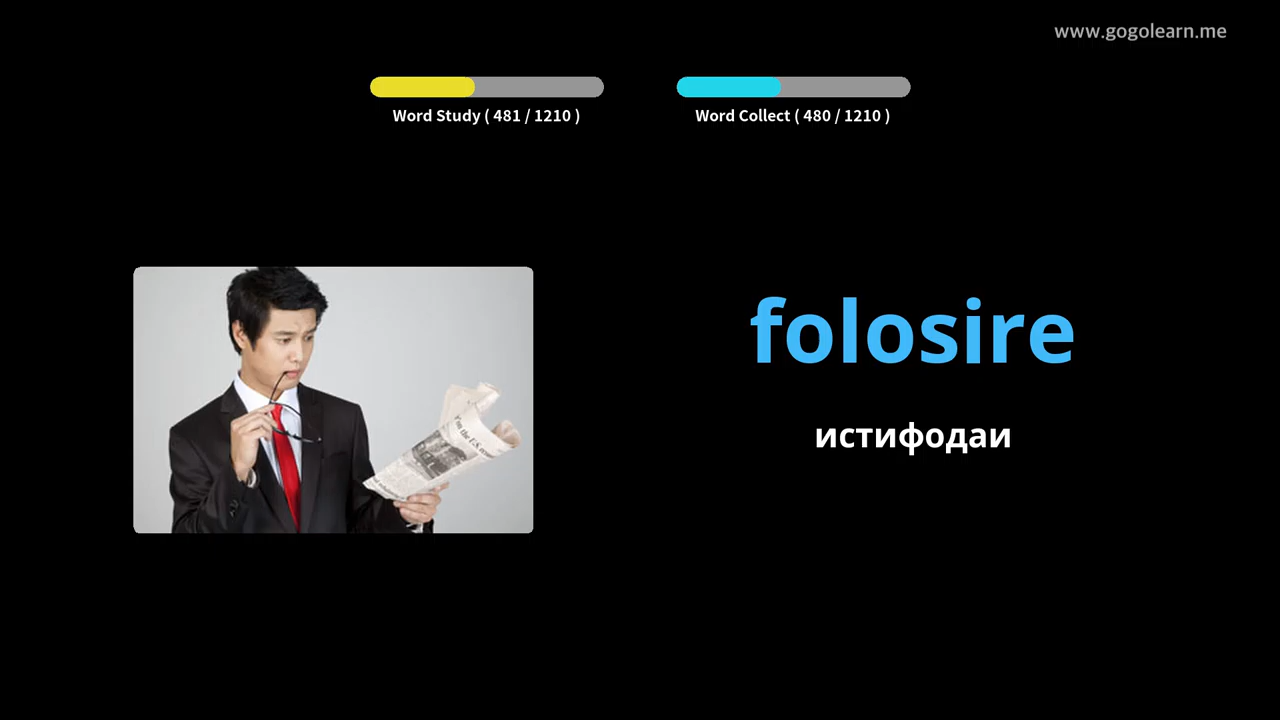 www.gogolearn.me
Word Study ( 481 / 1210 )
Word Collect ( 480 / 1210 )
folosire
истифодаи